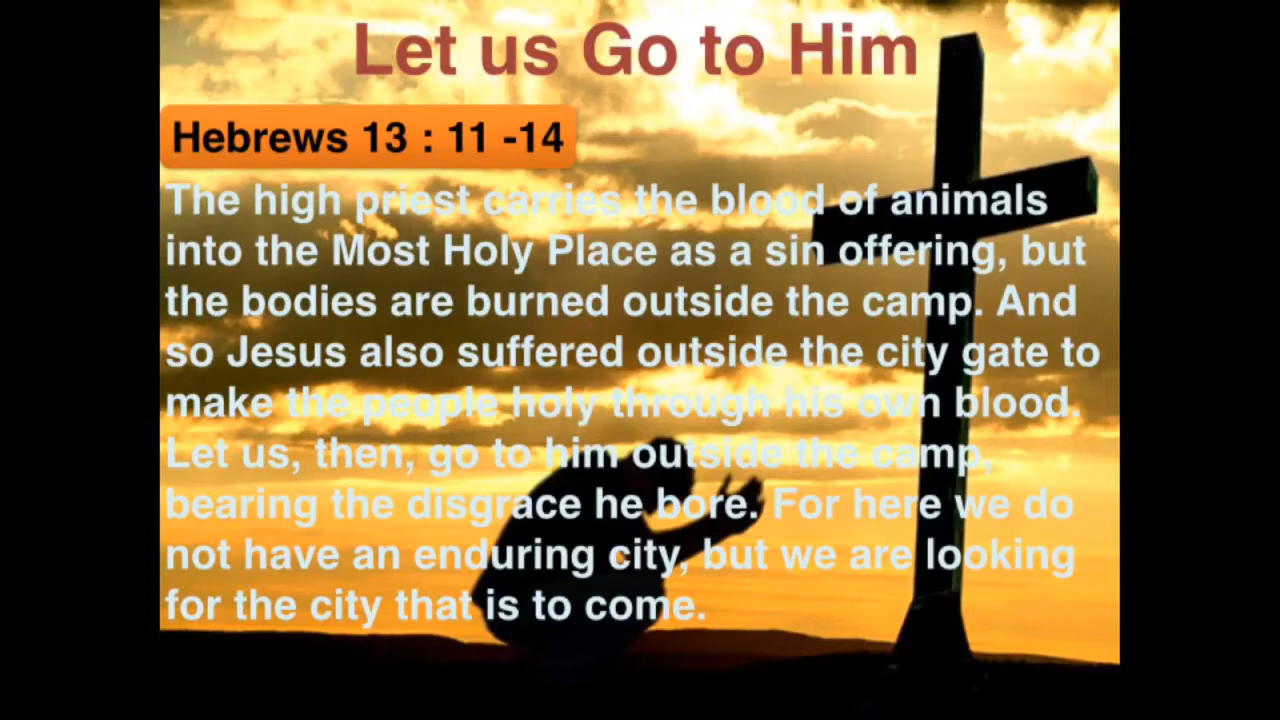 Let us Go to Him
Hebrews 13 : 11 -14
The high priest carries the blood of animals
into the Most Holy Place as a sin offering, but
the bodies are burned outside the camp. And
so Jesus also suffered outside the city gate to
make the people holy through his own blood.
Let us, then, go to him outside the camp,
bearing the disgrace he bore. For here we do
not have an enduring city, but we are looking
for the city that is to come.